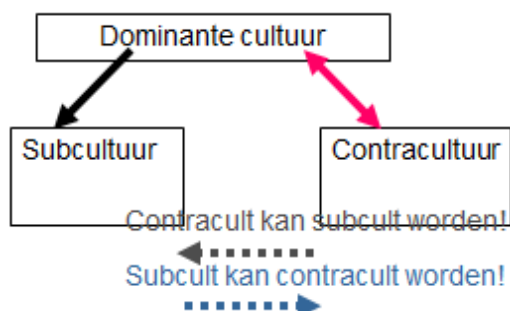 Dominante cultuur
Subcultuur
Contracultuur
Contracult kan subcult worden!
Subcult kan contracult worden!